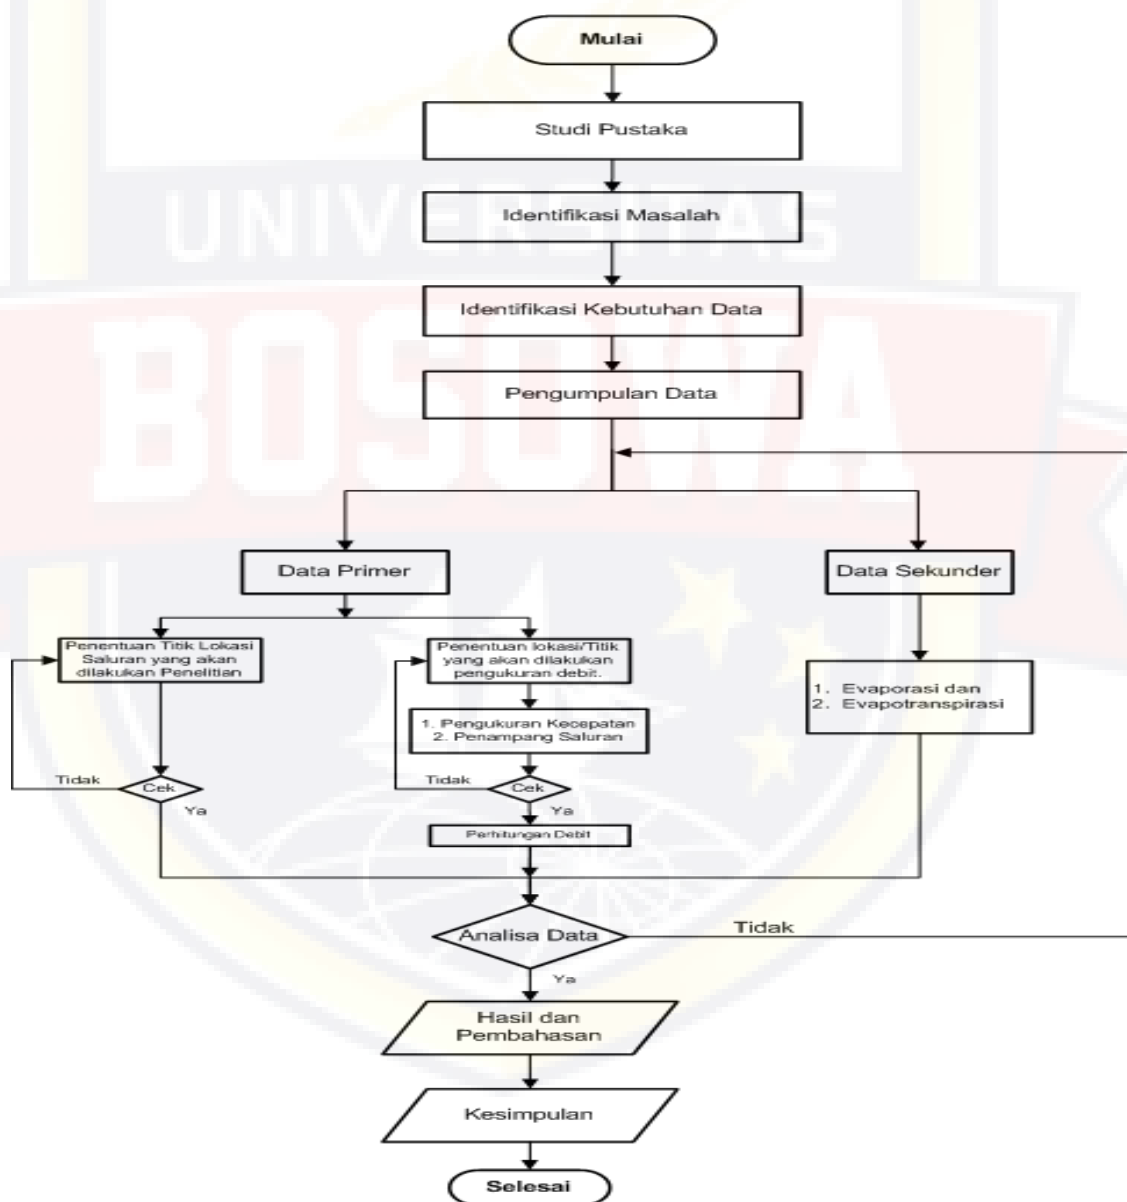 Mulai
Studi Pustaka
UNIVERSITAS
Identifikasi Masalah
Identifikasi Kebutuhan Data
BOSOWA
Pengumpulan Data
Data Primer
Data Sekunder
Penentuan Titik Lokasi
Saluran yang akan
dilakukan Penelitian
Penentuan lokasi/Titik
yang akan dilakukan
pengukuran debit.
1. Evaporasi dan
2. Evapotranspirasi
1. Pengukuran Kecepatan
2. Penampang Saluran
Tidak
Cek
Ya
Tidak
Cek
Ya
Perhitungan Debit
Analisa Data
Tidak
Ya
Hasil dan
Pembahasan
Kesimpulan
Selesai